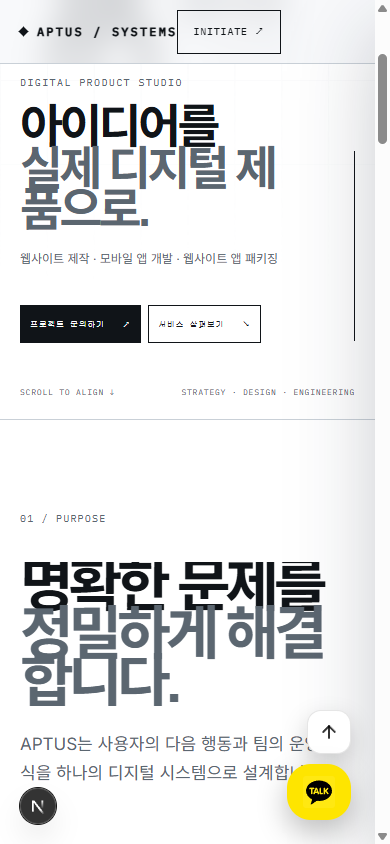 APTUS / SYSTEMS
INITIATE ↗
DIGITAL PRODUCT STUDIO
아이디어를
실제 디지털 제
품으로.
웹사이트 제작 · 모바일 앱 개발 · 웹사이트 앱 패키징
프로젝트 문의하기 ↗
서비스 살펴보기 ↘
SCROLL TO ALIGN ↓
STRATEGY · DESIGN · ENGINEERING
01 / PURPOSE
명확한 문제를
정밀하게 해결
합니다.
APTUS는 사용자의 다음 행동과 팀의
식을 하나의 디지털 시스템으로
TALK
N